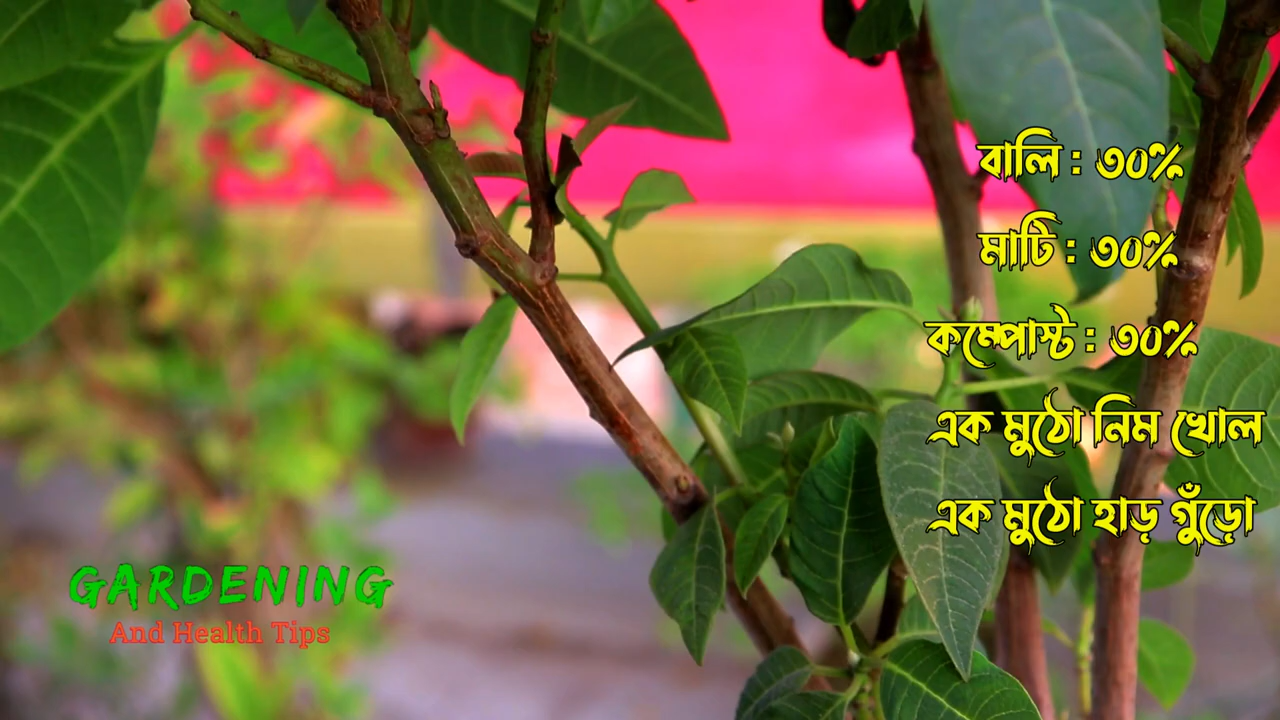 বালি : ৩০%
মাটি : ৩০%
কম্পোস্ট : ৩০%
এক মুঠো নিম খোল
এক মুঠো হাড় গুঁড়ো
GARDENING
And Health Tips